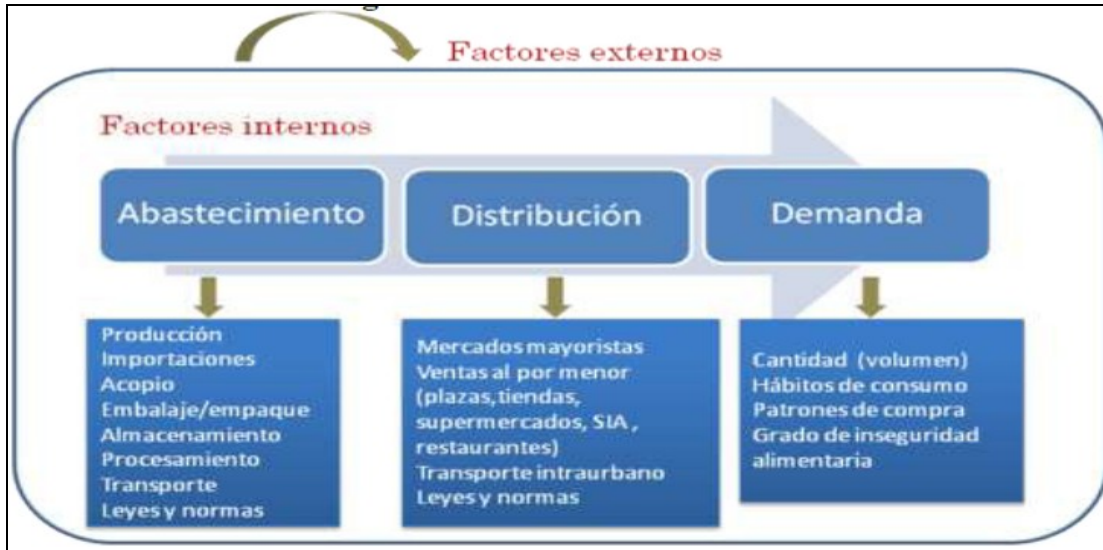 Factores externos
Factores internos
Abastecimiento
Distribución
Demanda
Producción
Importaciones
Acopio
Embalaje/empaque
Almacenamiento
Procesamiento
Transporte
Leyes y normas
Mercados mayoristas
Ventas al por menor
(plazas,tiendas,
supermercados, SIA ,
restaurantes)
Transporte intraurbano
Leyes y normas
Cantidad (volumen)
Hábitos de consumo
Patrones de compra
Grado de inseguridad
alimentaria